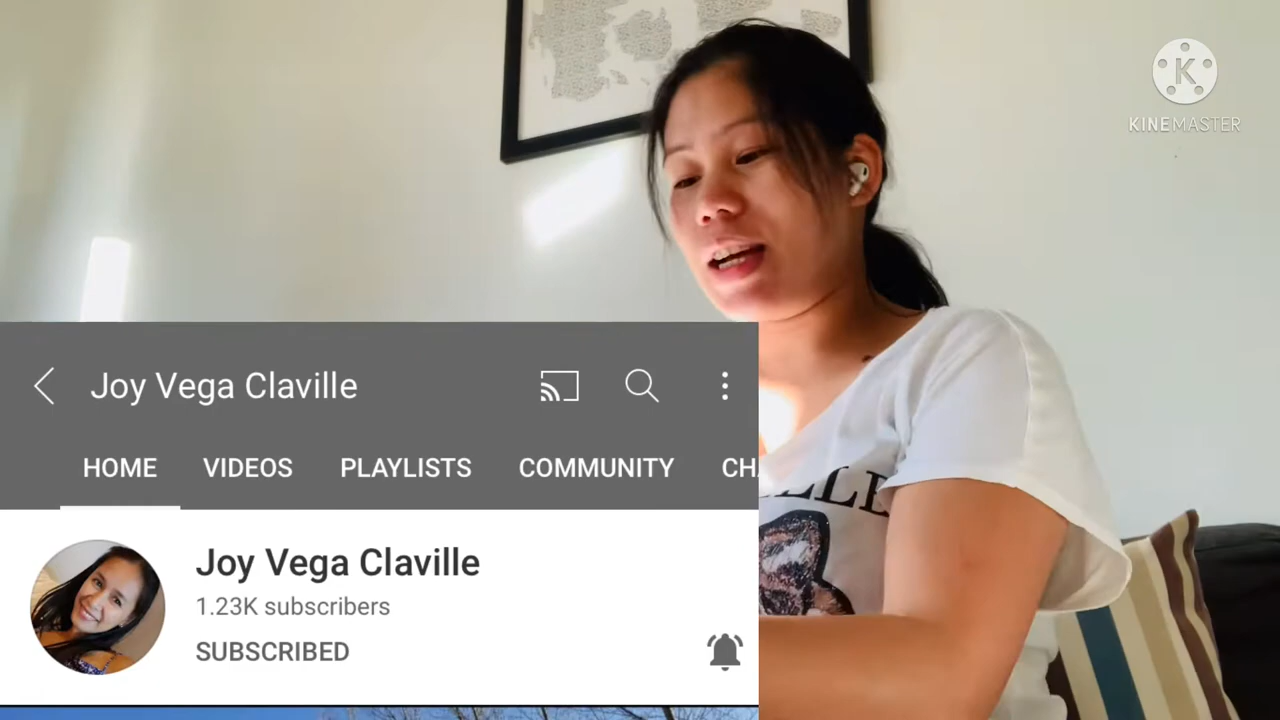 KINEMASTER
Joy Vega Claville
HOME VIDEOS PLAYLISTS COMMUNITY
Joy Vega Claville
1.23K subscribers
SUBSCRIBED